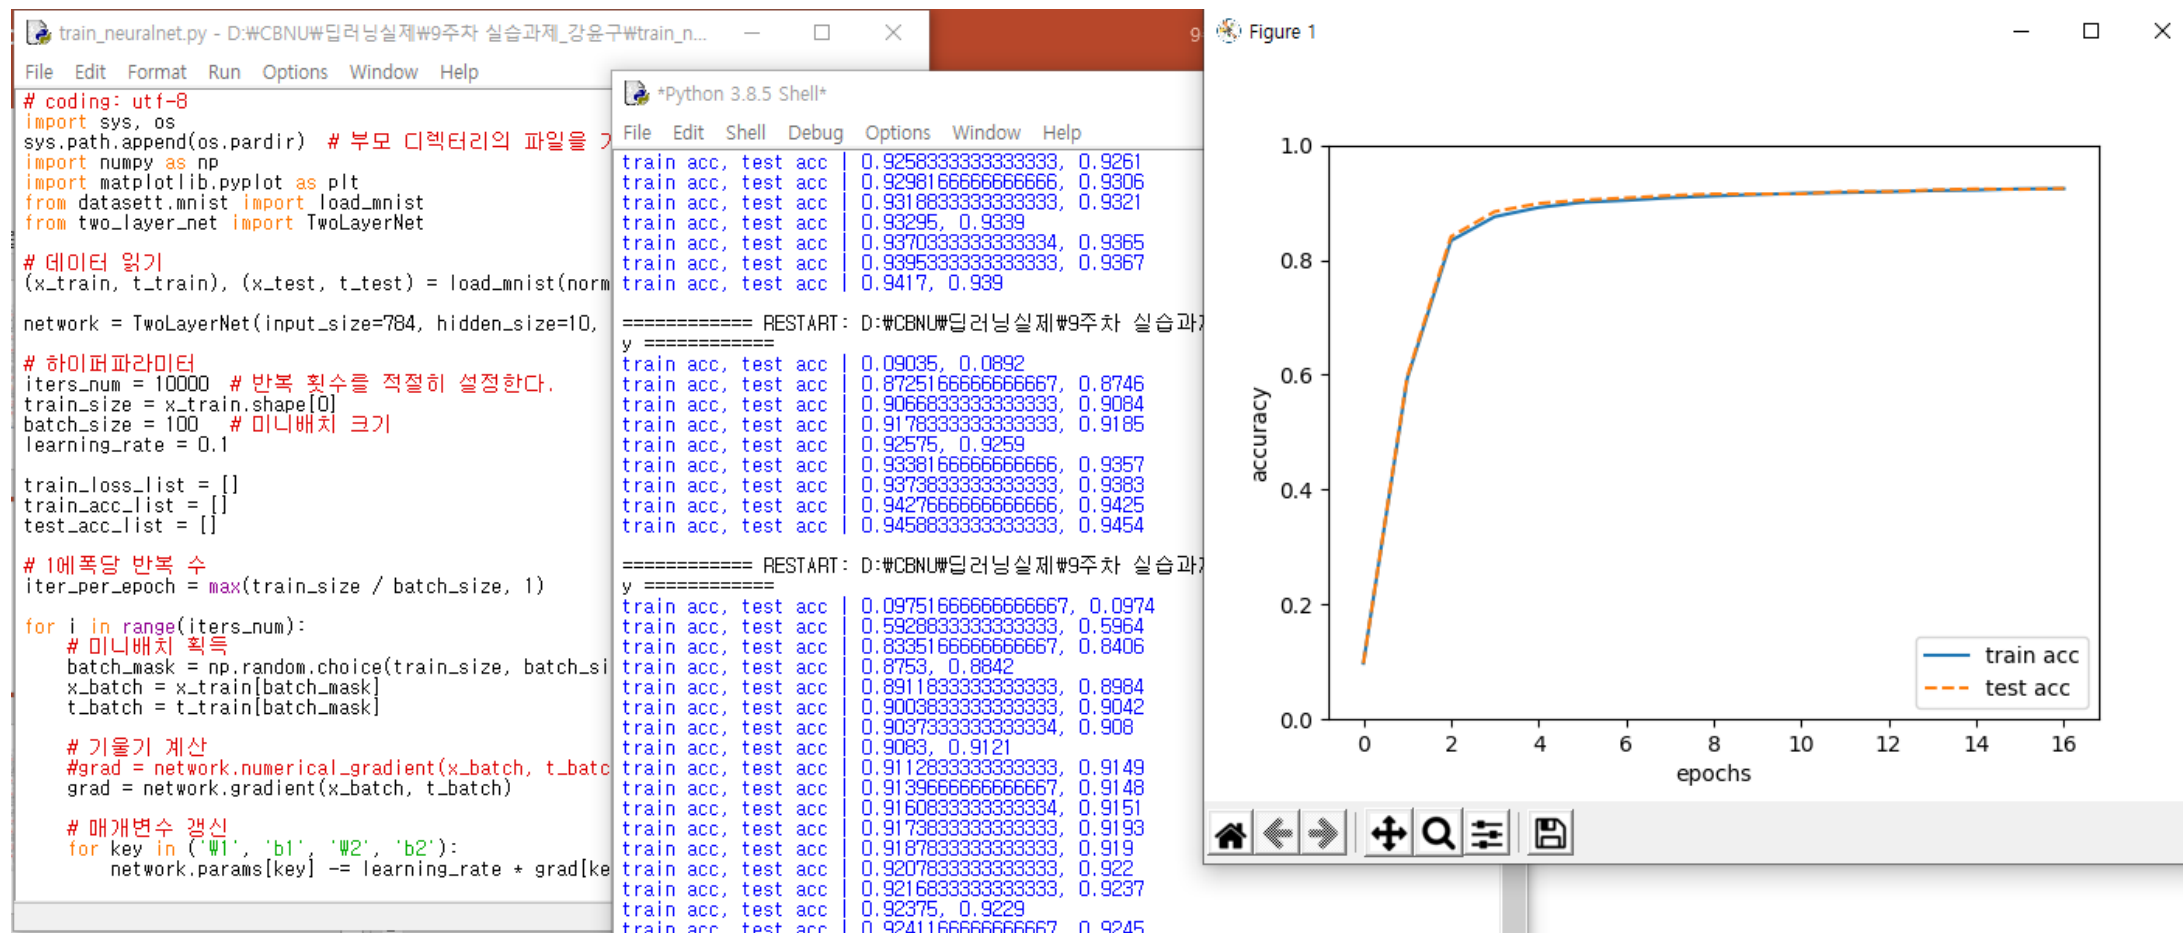 train_neuralnet.py - D:₩CBNU₩딥러닝실제₩9주차 실습과제_강윤구₩train_n...
File Edit Format Run Options Window Help
# coding: utf-8
import sys, os
sys.path.append(os.pardir)  # 부모 디렉터리의 파일을
import numpy as np
import matplotlib.pyplot as plt
from datasett.mnist import load_mnist
from two_layer_net import TwoLayerNet
# 데이터 읽기
(x_train, t_train), (x_test, t_test) = load_mnist(norm
network = TwoLayerNet(input_size=784, hidden_size=10,
# 하이퍼파라미터
iters_num = 10000  # 반복 횟수를 적절히 설정한다.
train_size = x_train.shape[0]
batch_size = 100   # 미니배치 크기
learning_rate = 0.1
train_loss_list = []
train_acc_list = []
test_acc_list = []
# 1에폭당 반복 수
iter_per_epoch = max(train_size / batch_size, 1)
for i in range(iters_num):
    # 미니배치 획득
    batch_mask = np.random.choice(train_size, batch_si
    x_batch = x_train[batch_mask]
    t_batch = t_train[batch_mask]
    # 기울기 계산
    #grad = network.numerical_gradient(x_batch, t_batc
    grad = network.gradient(x_batch, t_batch)
    # 매개변수 갱신
    for key in ('W1', 'b1', 'W2', 'b2'):
        network.params[key] -= learning_rate * grad[ke
*Python 3.8.5 Shell*
File Edit Shell Debug Options Window Help
train acc, test acc | 0.9258333333333333, 0.9261
train acc, test acc | 0.9298166666666666, 0.9306
train acc, test acc | 0.9318833333333333, 0.9321
train acc, test acc | 0.93295, 0.9339
train acc, test acc | 0.9370333333333334, 0.9365
train acc, test acc | 0.9395333333333333, 0.9367
train acc, test acc | 0.9417, 0.939
============ RESTART: D:₩CBNU₩딥러닝실제₩9주차 실습과
y ============
train acc, test acc | 0.09035, 0.0892
train acc, test acc | 0.8725166666666667, 0.8746
train acc, test acc | 0.9066833333333333, 0.9084
train acc, test acc | 0.9178333333333333, 0.9185
train acc, test acc | 0.92575, 0.9259
train acc, test acc | 0.9338166666666666, 0.9357
train acc, test acc | 0.9373833333333333, 0.9383
train acc, test acc | 0.9427666666666666, 0.9425
train acc, test acc | 0.9458833333333333, 0.9454
============ RESTART: D:₩CBNU₩딥러닝실제₩9주차 실습과
y ============
train acc, test acc | 0.09751666666666667, 0.0974
train acc, test acc | 0.5928833333333333, 0.5964
train acc, test acc | 0.8335166666666667, 0.8406
train acc, test acc | 0.8753, 0.8842
train acc, test acc | 0.8911833333333333, 0.8984
train acc, test acc | 0.9003833333333333, 0.9042
train acc, test acc | 0.9037333333333334, 0.908
train acc, test acc | 0.9083, 0.9121
train acc, test acc | 0.9112833333333333, 0.9149
train acc, test acc | 0.9139666666666667, 0.9148
train acc, test acc | 0.9160833333333334, 0.9151
train acc, test acc | 0.9173833333333333, 0.9193
train acc, test acc | 0.9187833333333333, 0.919
train acc, test acc | 0.9207833333333333, 0.922
train acc, test acc | 0.9216833333333333, 0.9237
train acc, test acc | 0.92375, 0.9229
train acc, test acc | 0.9241166666666667, 0.9245
9
Figure 1
1.0
0.8
0.6
0.4
0.2
0.0
accuracy
train acc
test acc
0 2 4 6 8 10 12 14 16
epochs